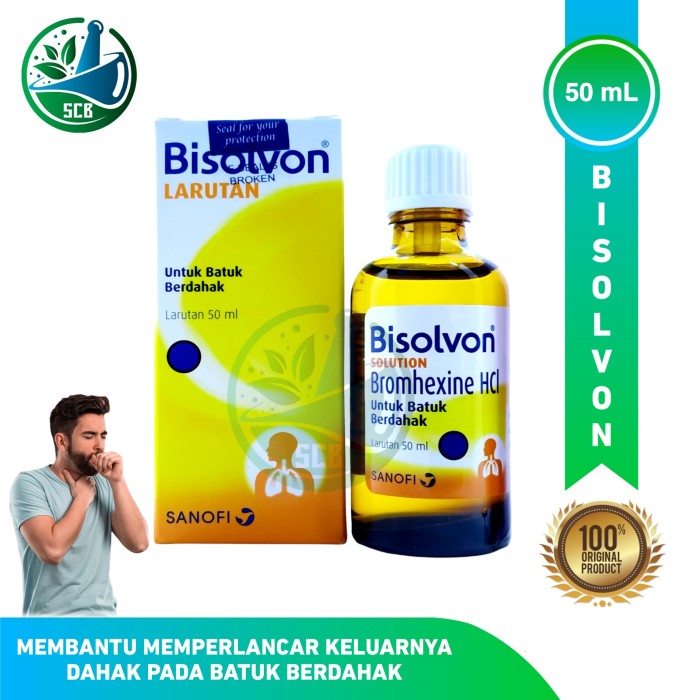 SCB
50 mL
BISOLVON
Seal for your
protection
BROKEN
Bisolvon®
LARUTAN
Untuk Batuk
Berdahak
Larutan 50 ml
SANOFI
Bisolvon®
SOLUTION
Bromhexine HCl
Untuk Batuk
Berdahak
Larutan 50 ml
SANOFI
SCB
100%
ORIGINAL
PRODUCT
MEMBANTU MEMPERLANCAR KELUARNYA
DAHAK PADA BATUK BERDAHAK